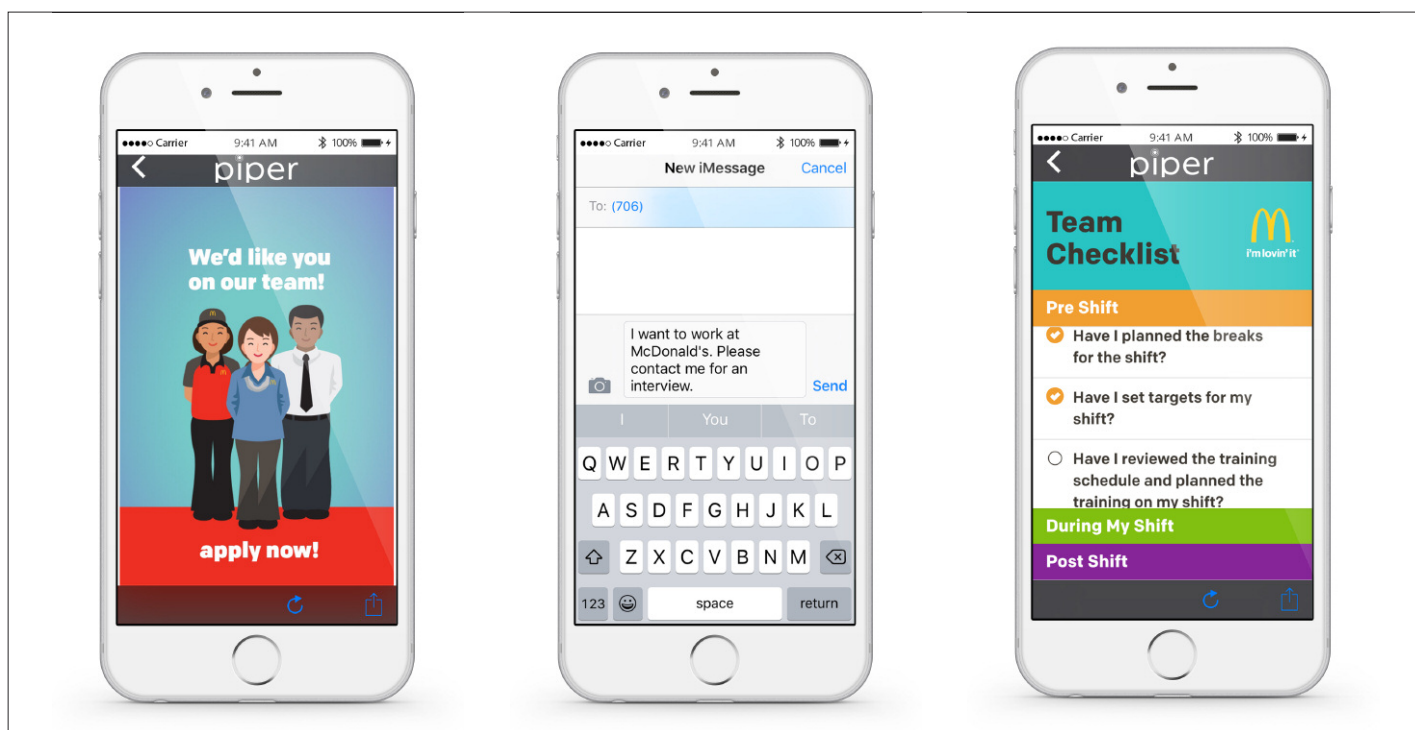 ●●●●○ Carrier 9:41 AM 100%
piper
We'd like you
on our team!
apply now!
●●●●○ Carrier 9:41 AM 100%
New iMessage Cancel
To: (706)
I want to work at
McDonald's. Please
contact me for an
interview.
Send
I You To
Q W E R T Y U I O P
A S D F G H J K L
Z X C V B N M
123 space return
●●●●○ Carrier 9:41 AM 100%
piper
Team
Checklist
i'm lovin' it
Pre Shift
Have I planned the breaks
for the shift?
Have I set targets for my
shift?
Have I reviewed the training
schedule and planned the
training on my shift?
During My Shift
Post Shift